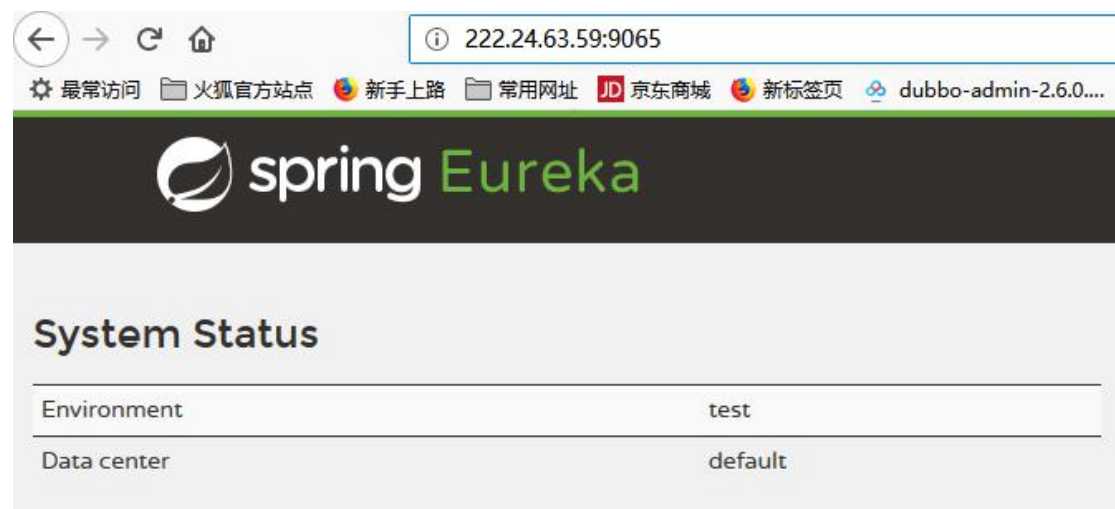 222.24.63.59:9065
最常访问 火狐官方站点 新手上路 常用网址 JD 京东商城 新标签页 dubbo-admin-2.6.0....
spring Eureka
System Status
Environment test
Data center default